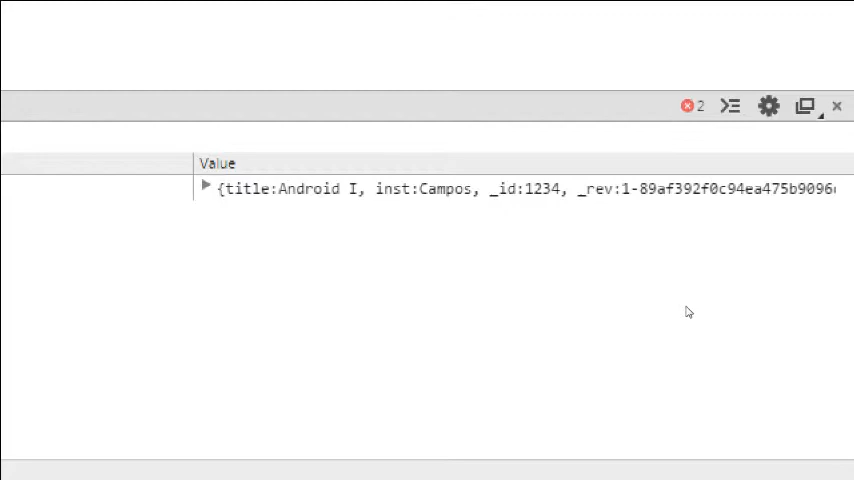 2
Value
{title:Android I, inst:Campos, _id:1234, _rev:1-89af392f0c94ea475b9096